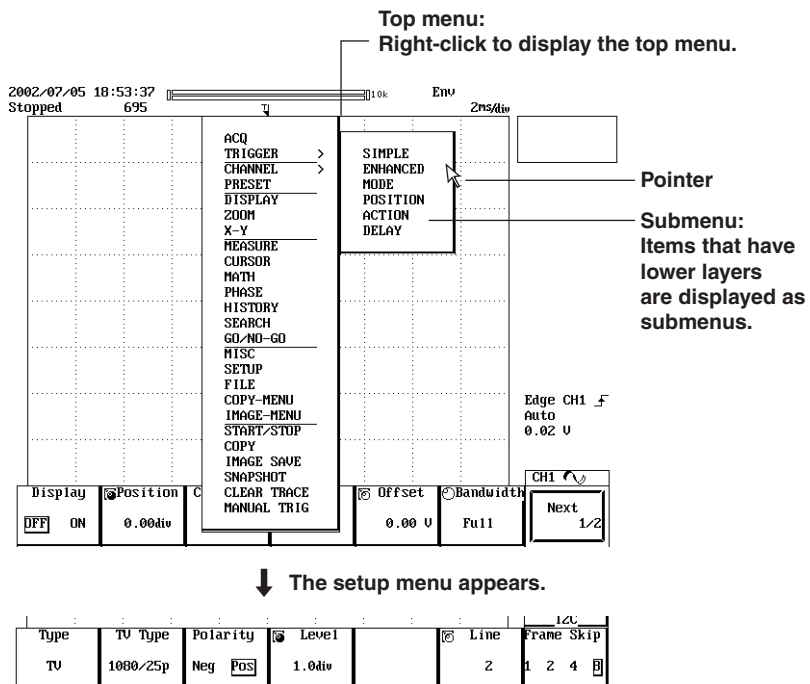 Top menu:
Right-click to display the top menu.
2002/07/05 18:53:37
10k
Env
Stopped
695
T
2ms/div
ACQ
TRIGGER >
CHANNEL >
PRESET
DISPLAY
ZOOM
X-Y
MEASURE
CURSOR
MATH
PHASE
HISTORY
SEARCH
GO/NO-GO
MISC
SETUP
FILE
COPY-MENU
IMAGE-MENU
START/STOP
COPY
IMAGE SAVE
SNAPSHOT
CLEAR TRACE
MANUAL TRIG
SIMPLE
ENHANCED
MODE
POSITION
ACTION
DELAY
Pointer
Submenu:
Items that have
lower layers
are displayed as
submenus.
Edge CH1
Auto
0.02 V
CH1
Display
OFF ON
Position
0.00div
C
Offset
0.00 V
Bandwidth
Full
Next
1/2
The setup menu appears.
Type
TV
TV Type
1080/25p
Polarity
Neg Pos
Level
1.0div
Line
2
Frame Skip
1 2 4 8